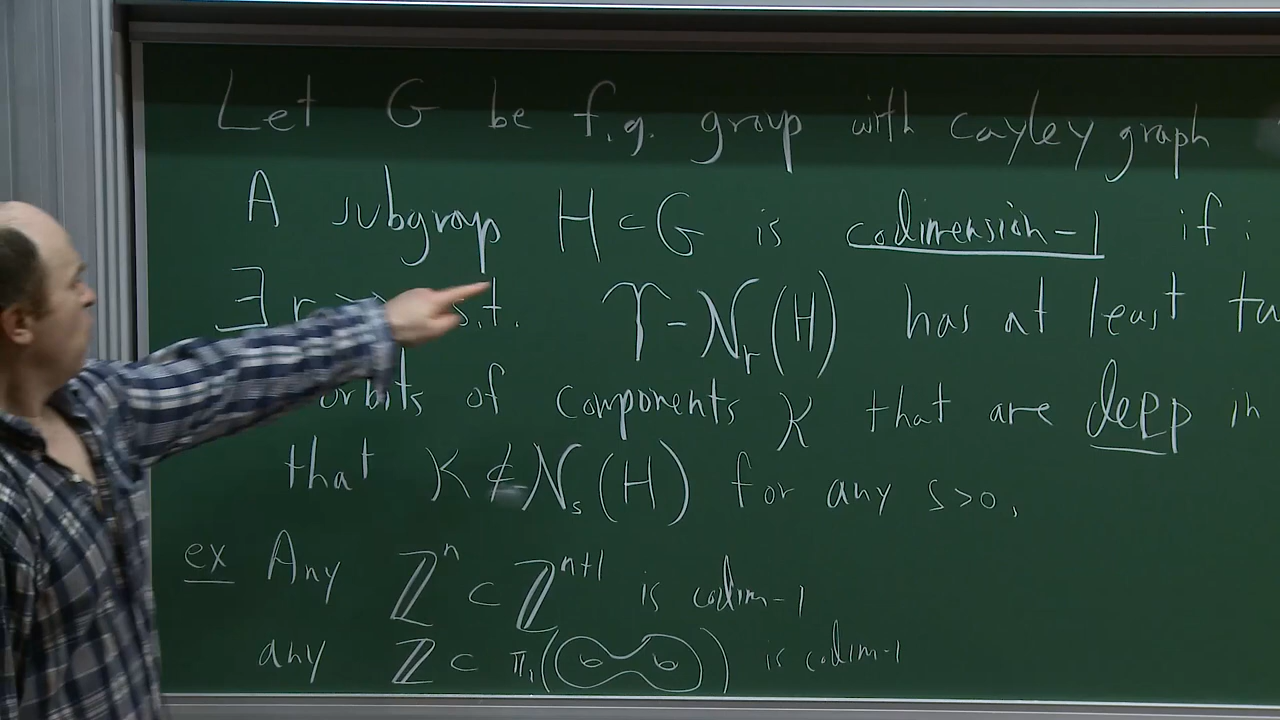 Let G be f.g. group with Cayley graph
A subgroup H ⊂ G is codimension-1 if
∃ r s.t. ϒ - N_r(H) has at least
orbits of components K that are deep in
that K ⊄ N_s(H) for any s>0,
ex Any ℤ^n ⊂ ℤ^{n+1} is codim-1
any ℤ ⊂ π_1( ) is codim-1